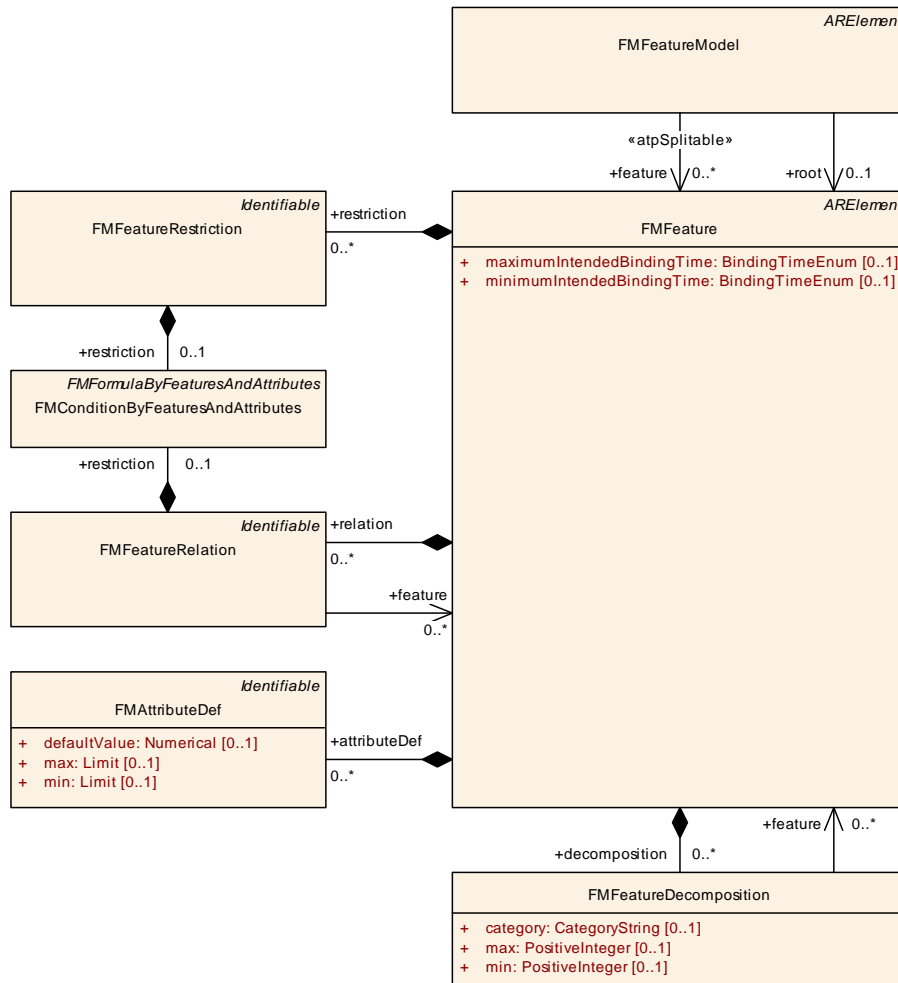 ARElemen
FMFeatureModel
«atpSplitable»
+feature 0..* +root 0..1
Identifiable
FMFeatureRestriction
+restriction
0..*
ARElemen
FMFeature
+ maximumIntendedBindingTime: BindingTimeEnum [0..1]
+ minimumIntendedBindingTime: BindingTimeEnum [0..1]
+restriction 0..1
FMFormulaByFeaturesAndAttributes
FMConditionByFeaturesAndAttributes
+restriction 0..1
Identifiable
FMFeatureRelation
+relation
0..*
+feature
0..*
Identifiable
FMAttributeDef
+ defaultValue: Numerical [0..1]
+ max: Limit [0..1]
+ min: Limit [0..1]
+attributeDef
0..*
+feature 0..*
+decomposition 0..*
FMFeatureDecomposition
+ category: CategoryString [0..1]
+ max: PositiveInteger [0..1]
+ min: PositiveInteger [0..1]